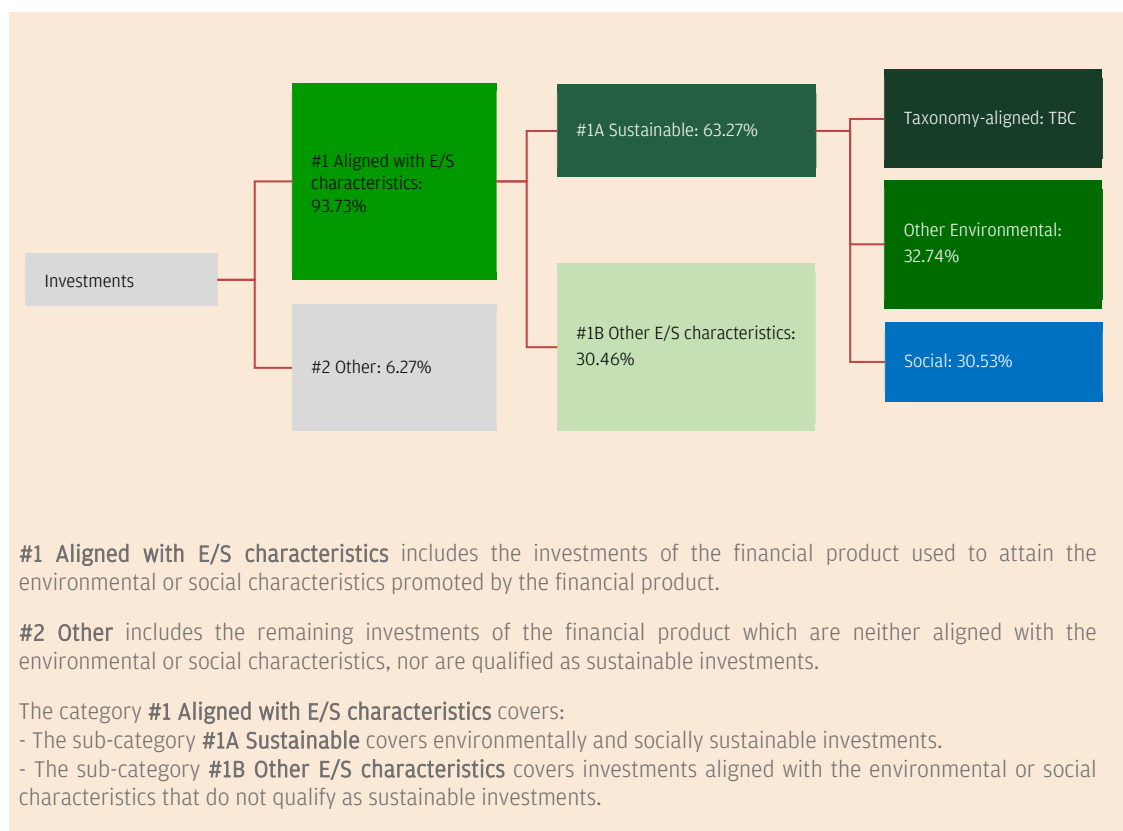 Investments
#1 Aligned with E/S
characteristics:
93.73%
#2 Other: 6.27%
#1A Sustainable: 63.27%
#1B Other E/S characteristics:
30.46%
Taxonomy-aligned: TBC
Other Environmental:
32.74%
Social: 30.53%
#1 Aligned with E/S characteristics includes the investments of the financial product used to attain the
environmental or social characteristics promoted by the financial product.
#2 Other includes the remaining investments of the financial product which are neither aligned with the
environmental or social characteristics, nor are qualified as sustainable investments.
The category #1 Aligned with E/S characteristics covers:
- The sub-category #1A Sustainable covers environmentally and socially sustainable investments.
- The sub-category #1B Other E/S characteristics covers investments aligned with the environmental or social
characteristics that do not qualify as sustainable investments.